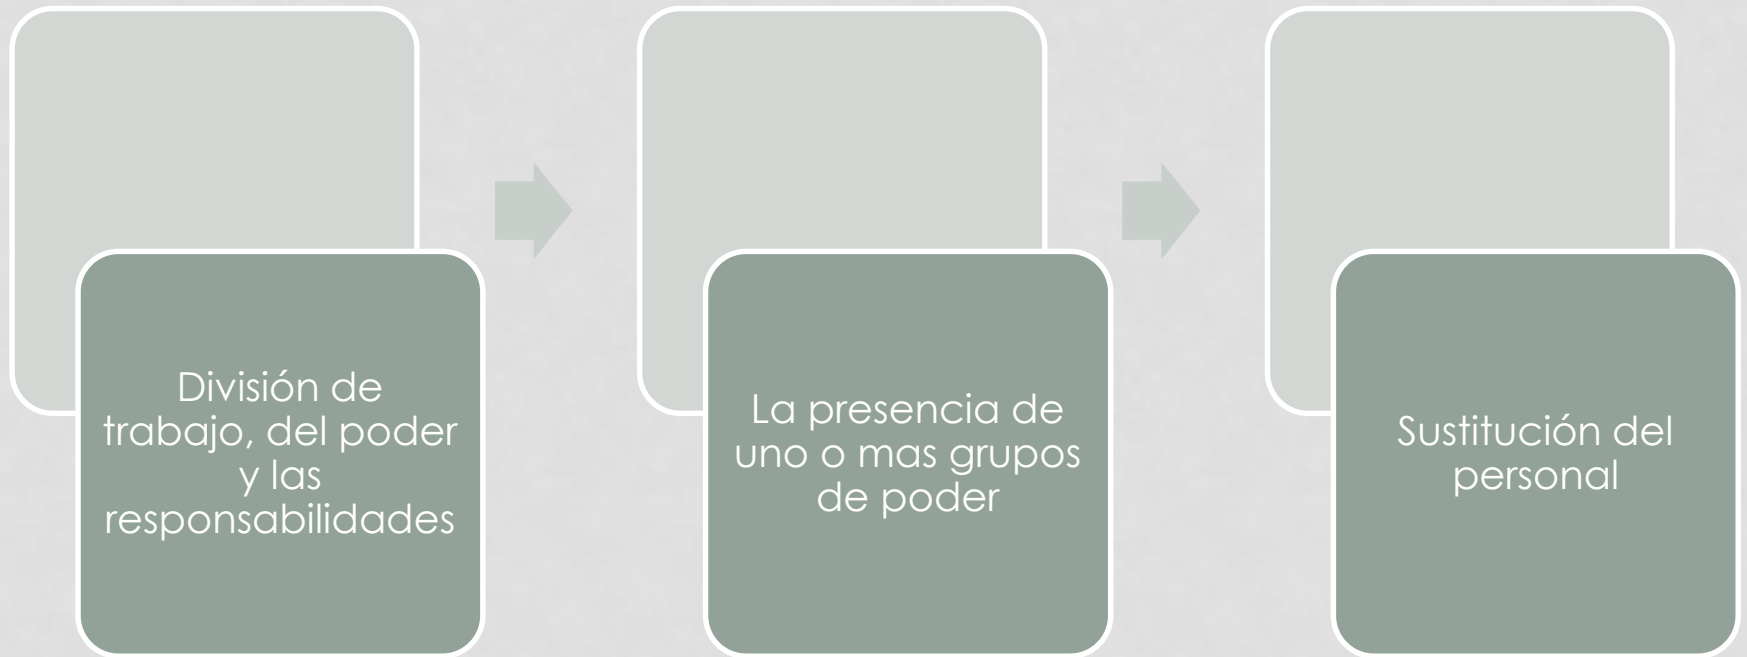 División de
trabajo, del poder
y las
responsabilidades
La presencia de
uno o mas grupos
de poder
Sustitución del
personal